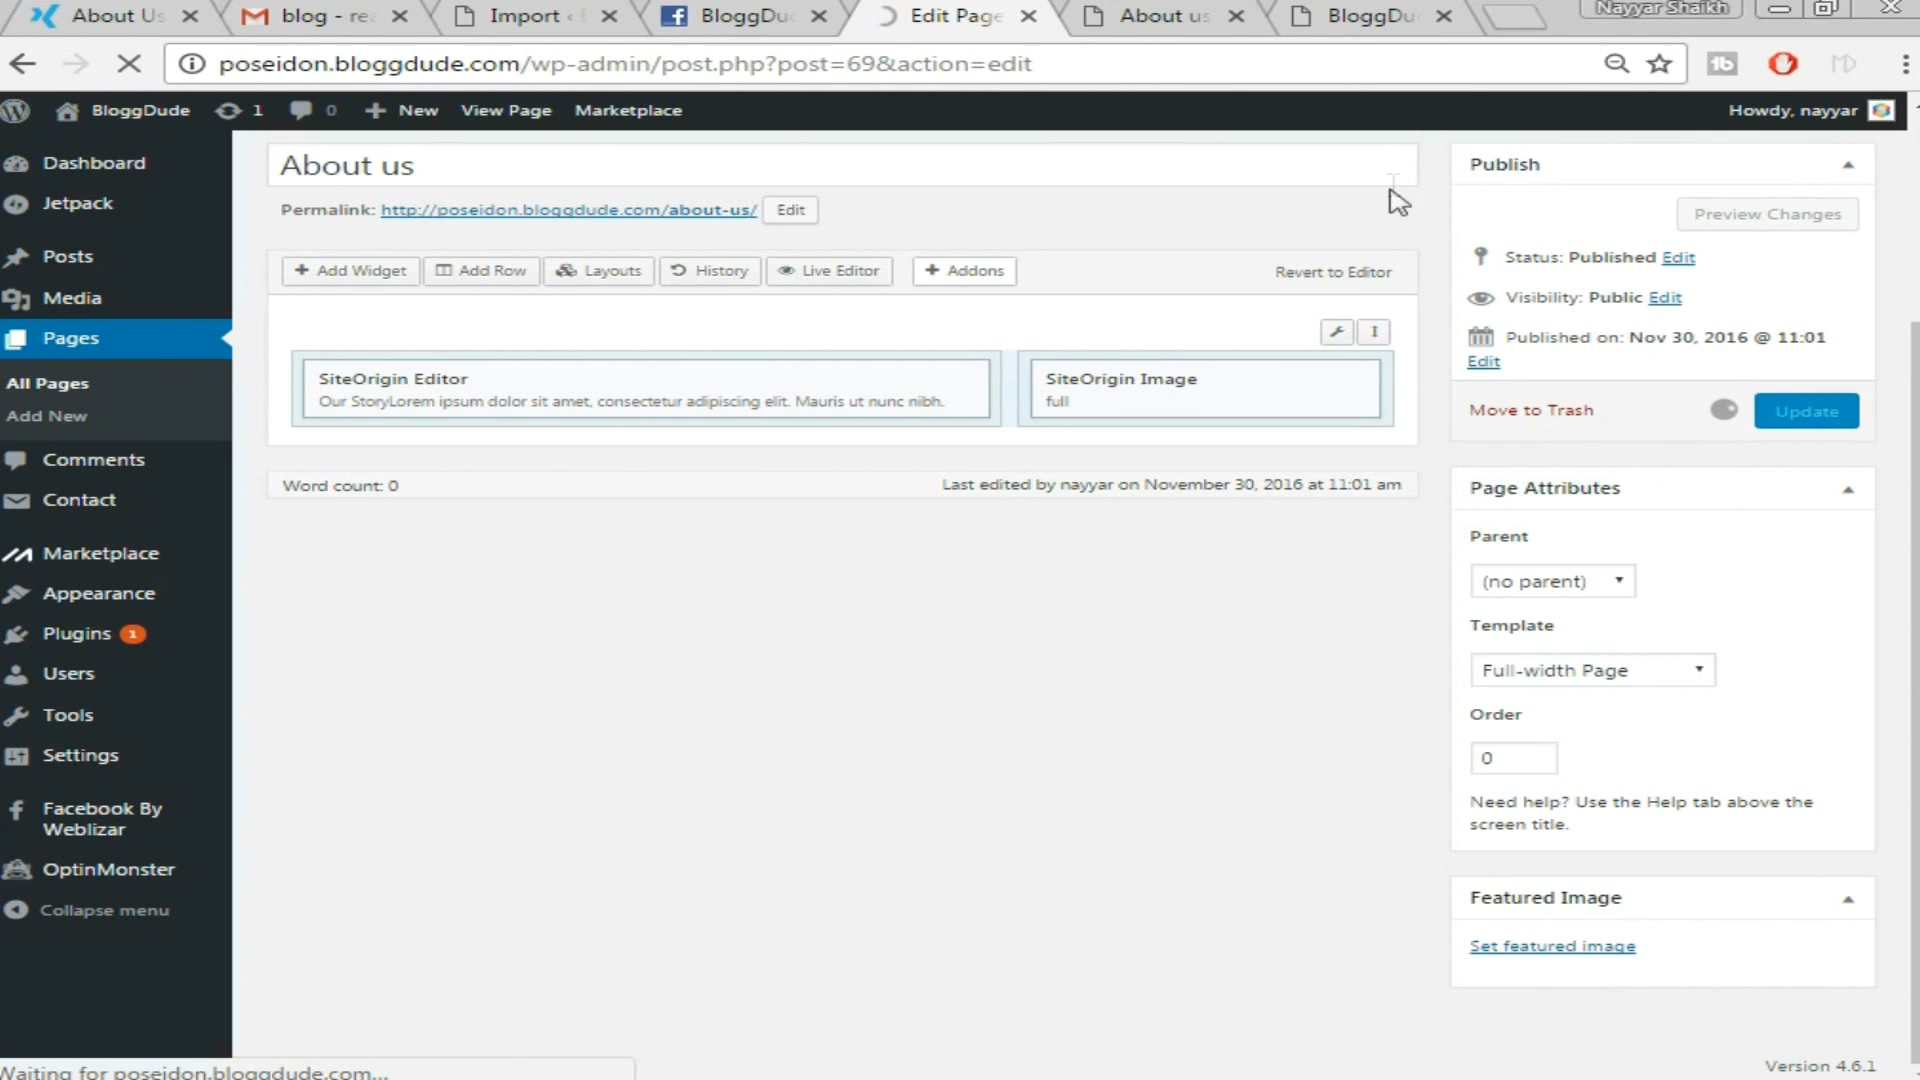 About Us
blog - re
Import ‹
BloggDu
Edit Page
About us
BloggDu
Nayyar Shaikh
poseidon.bloggdude.com/wp-admin/post.php?post=69&action=edit
BloggDude
1
0
New
View Page
Marketplace
Howdy, nayyar
Dashboard
Jetpack
Posts
Media
Pages
All Pages
Add New
Comments
Contact
Marketplace
Appearance
Plugins 1
Users
Tools
Settings
Facebook By
Weblizar
OptinMonster
Collapse menu
About us
Permalink: http://poseidon.bloggdude.com/about-us/ Edit
Add Widget
Add Row
Layouts
History
Live Editor
Addons
Revert to Editor
SiteOrigin Editor
Our StoryLorem ipsum dolor sit amet, consectetur adipiscing elit. Mauris ut nunc nibh.
SiteOrigin Image
full
Word count: 0
Last edited by nayyar on November 30, 2016 at 11:01 am
Publish
Preview Changes
Status: Published Edit
Visibility: Public Edit
Published on: Nov 30, 2016 @ 11:01
Edit
Move to Trash
Update
Page Attributes
Parent
(no parent)
Template
Full-width Page
Order
0
Need help? Use the Help tab above the
screen title.
Featured Image
Set featured image
Version 4.6.1
Waiting for poseidon.bloggdude.com...